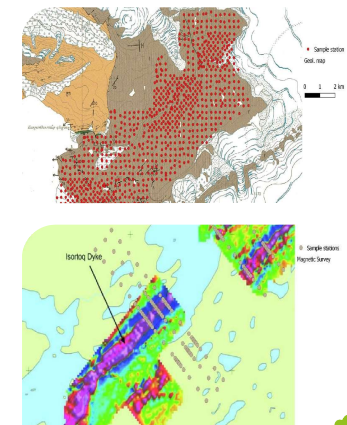 Sample station
Geol. map
0 1 2 km
Isortoq Dyke
Sample stations
Magnetic Survey